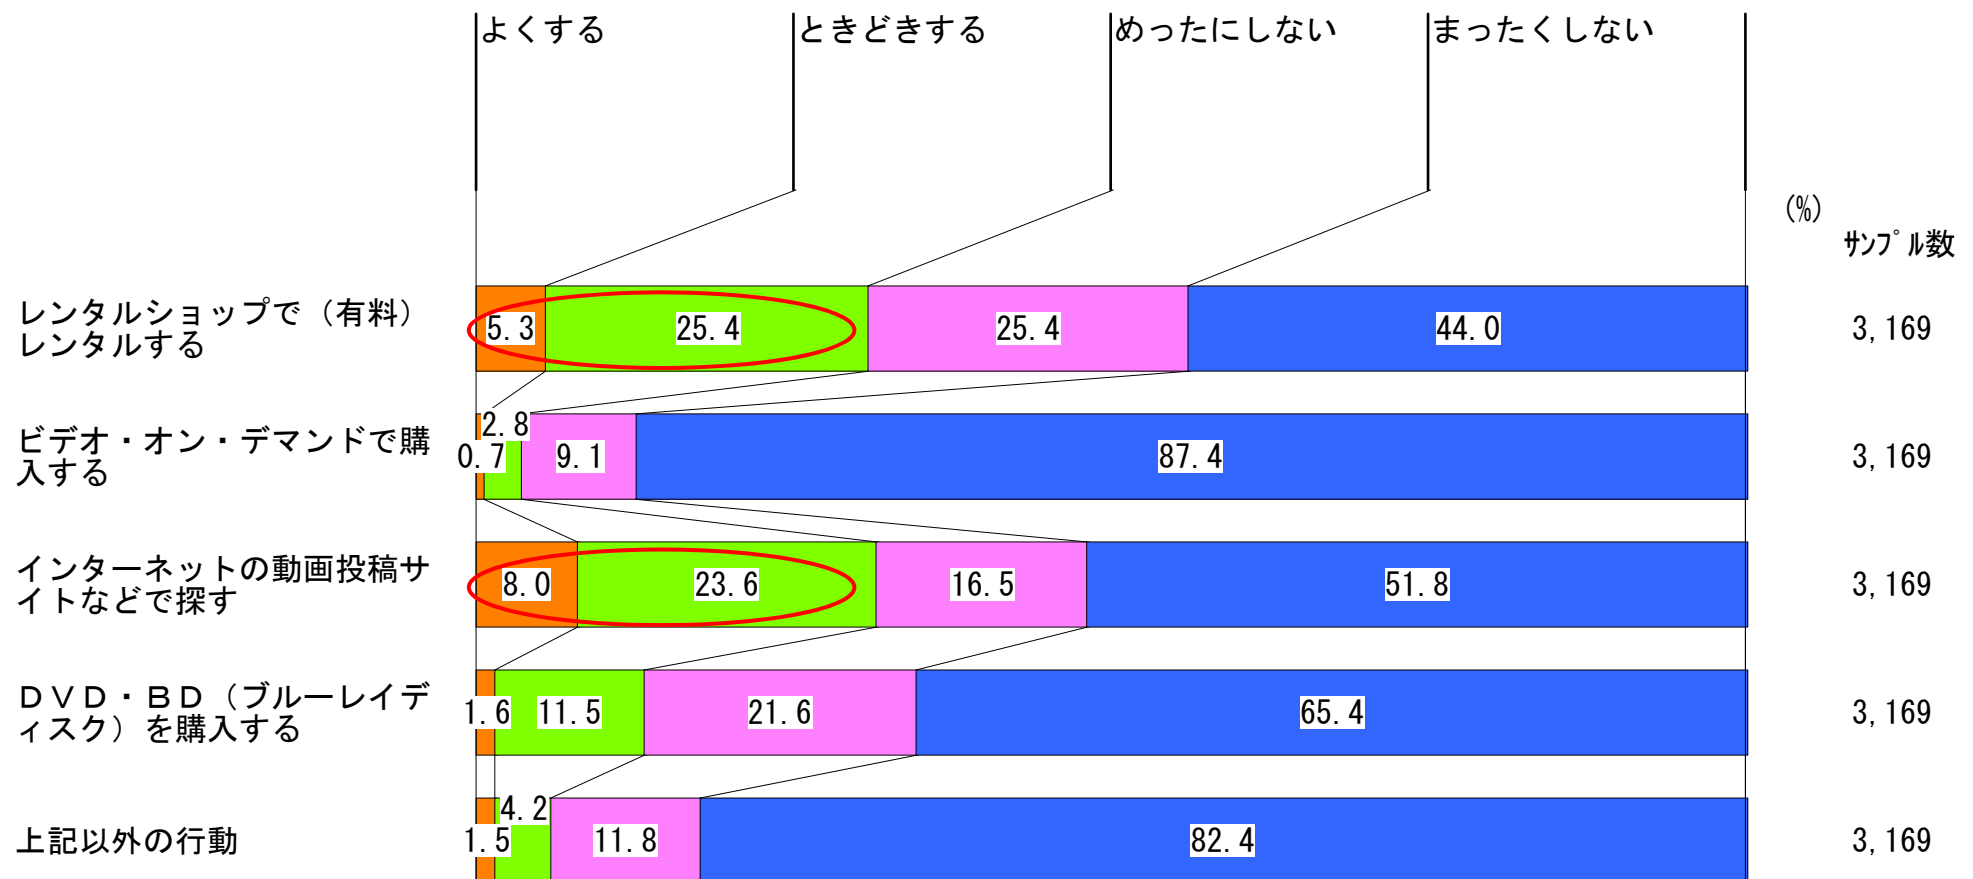 よくする ときどきする めったにしない まったくしない
(%)
ｻﾝﾌﾟﾙ数
レンタルショップで（有料）
レンタルする
5.3 25.4 25.4 44.0 3,169
ビデオ・オン・デマンドで購
入する
0.7 2.8 9.1 87.4 3,169
インターネットの動画投稿サ
イトなどで探す
8.0 23.6 16.5 51.8 3,169
ＤＶＤ・ＢＤ（ブルーレイデ
ィスク）を購入する
1.6 11.5 21.6 65.4 3,169
上記以外の行動
1.5 4.2 11.8 82.4 3,169